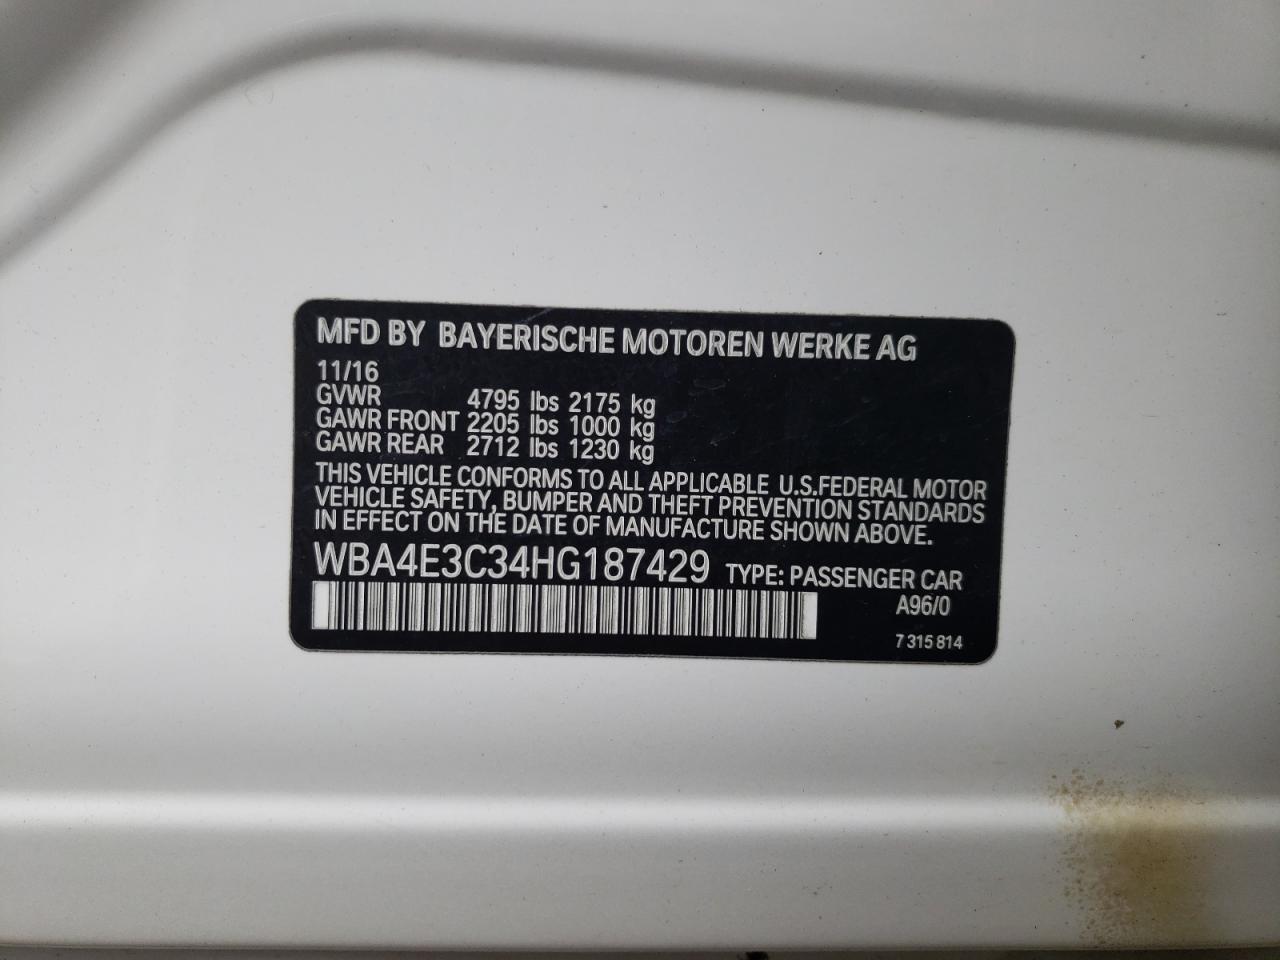 MFD BY BAYERISCHE MOTOREN WERKE AG
11/16
GVWR 4795 lbs 2175 kg
GAWR FRONT 2205 lbs 1000 kg
GAWR REAR 2712 lbs 1230 kg
THIS VEHICLE CONFORMS TO ALL APPLICABLE U.S.FEDERAL MOTOR
VEHICLE SAFETY, BUMPER AND THEFT PREVENTION STANDARDS
IN EFFECT ON THE DATE OF MANUFACTURE SHOWN ABOVE.
WBA4E3C34HG187429 TYPE: PASSENGER CAR
A96/0
7 315 814